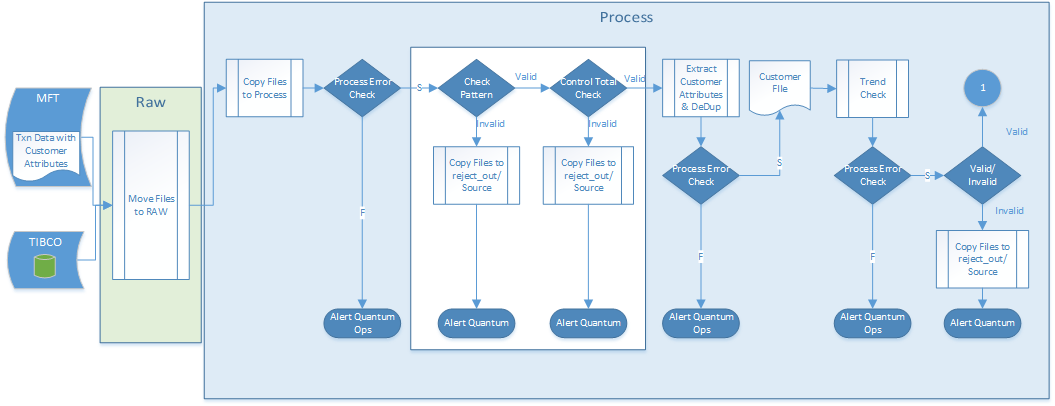 Process
MFT
Txn Data with
Customer
Attributes
TIBCO
Raw
Move Files
to RAW
Copy Files
to Process
Process Error
Check
S
F
Alert Quantum
Ops
Check
Pattern
Valid
Invalid
Copy Files to
reject_out/
Source
Alert Quantum
Control Total
Check
Valid
Invalid
Copy Files to
reject_out/
Source
Alert Quantum
Extract
Customer
Attributes
& DeDup
Process Error
Check
S
F
Alert Quantum
Ops
Customer
File
Trend
Check
Process Error
Check
S
F
Alert Quantum
Ops
1
Valid
Valid/
Invalid
Invalid
Copy Files to
reject_out/
Source
Alert Quantum